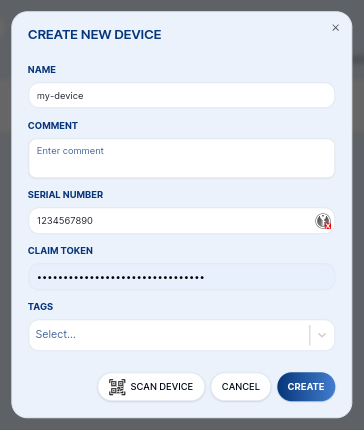 CREATE NEW DEVICE
×
NAME
my-device
COMMENT
Enter comment
SERIAL NUMBER
1234567890
CLAIM TOKEN
••••••••••••••••••••••••••••••••
TAGS
Select...
SCAN DEVICE
CANCEL
CREATE